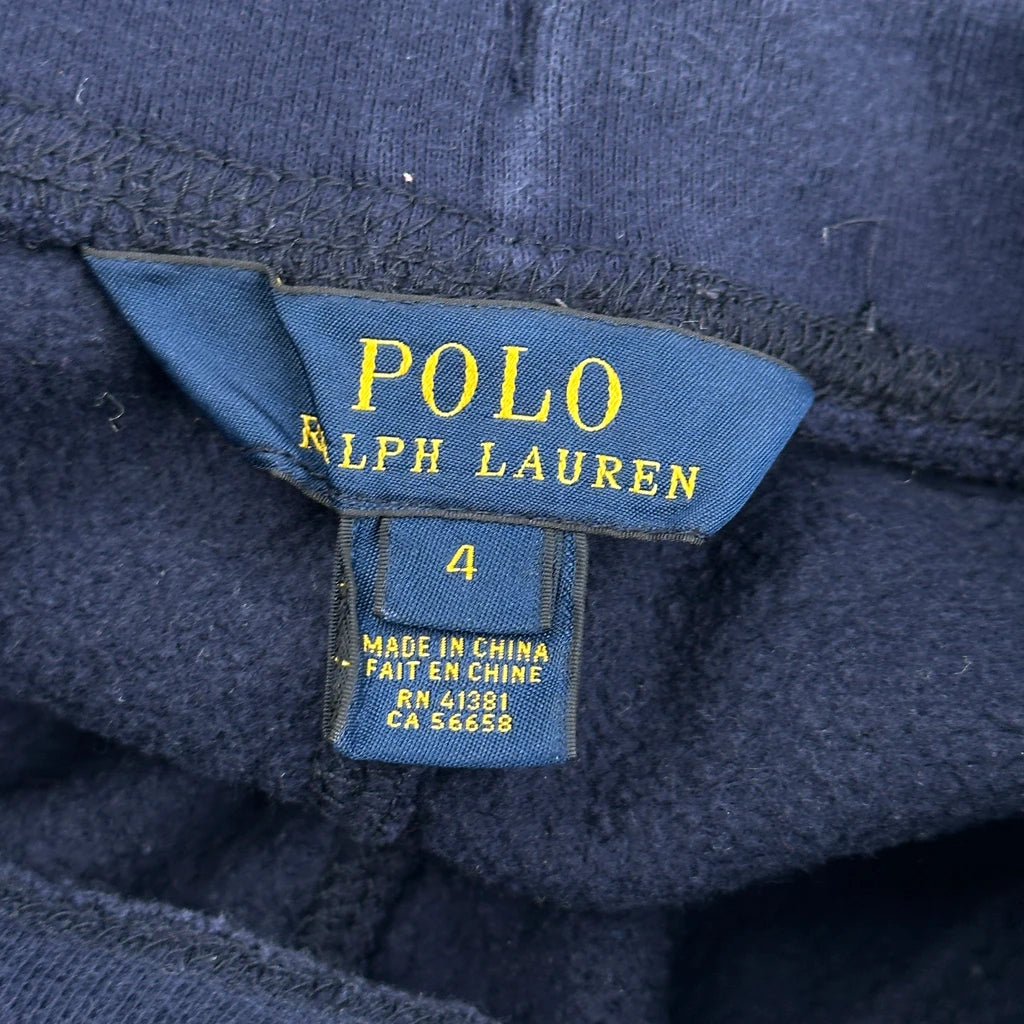 POLO
RALPH LAUREN
4
MADE IN CHINA
FAIT EN CHINE
RN 41381
CA 56658